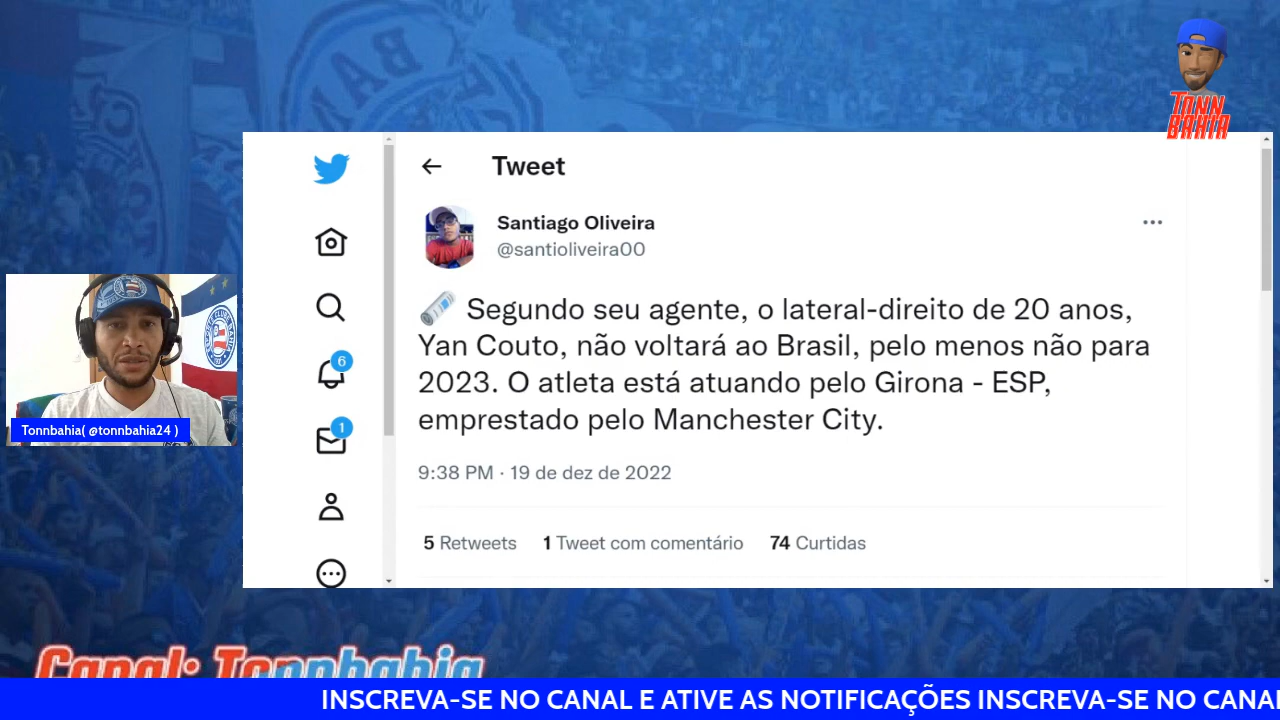 TONN
BAHIA
Tweet
Santiago Oliveira
@santioliveira00
Segundo seu agente, o lateral-direito de 20 anos,
Yan Couto, não voltará ao Brasil, pelo menos não para
2023. O atleta está atuando pelo Girona - ESP,
emprestado pelo Manchester City.
9:38 PM · 19 de dez de 2022
5 Retweets 1 Tweet com comentário 74 Curtidas
6
1
Tonnbahia( @tonnbahia24 )
Canal: Tonnbahia
INSCREVA-SE NO CANAL E ATIVE AS NOTIFICAÇÕES INSCREVA-SE NO CANAL